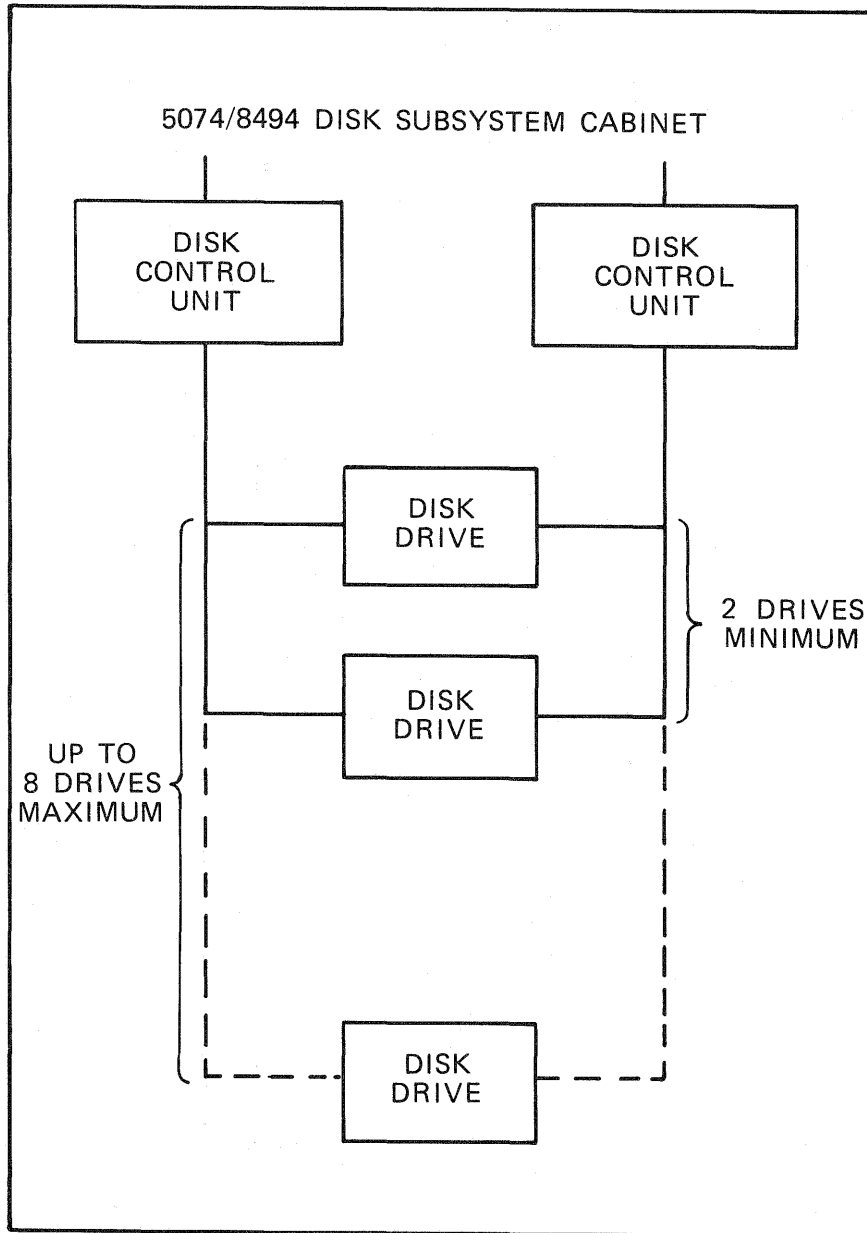 5074/8494 DISK SUBSYSTEM CABINET
DISK
CONTROL
UNIT
DISK
CONTROL
UNIT
DISK
DRIVE
2 DRIVES
MINIMUM
DISK
DRIVE
UP TO
8 DRIVES
MAXIMUM
DISK
DRIVE